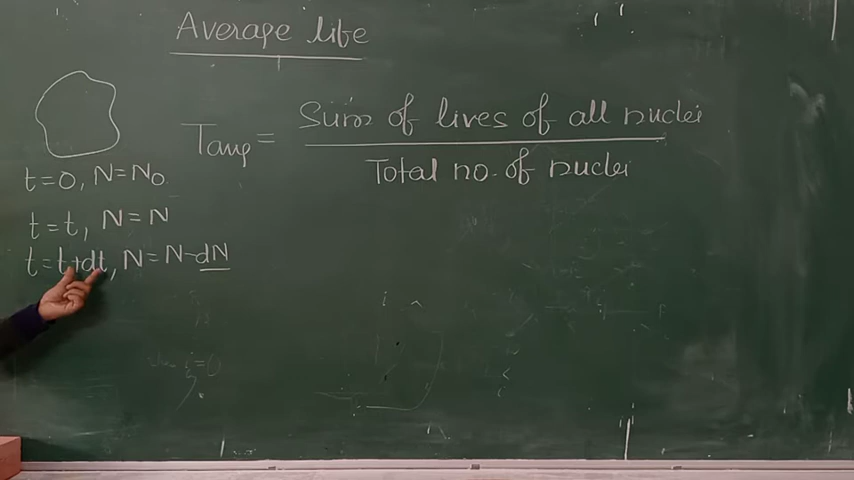 Average life
Tavg = Sum of lives of all nuclei
Total no. of nuclei
t=0, N=N0
t=t, N=N
t=t+dt, N=N-dN